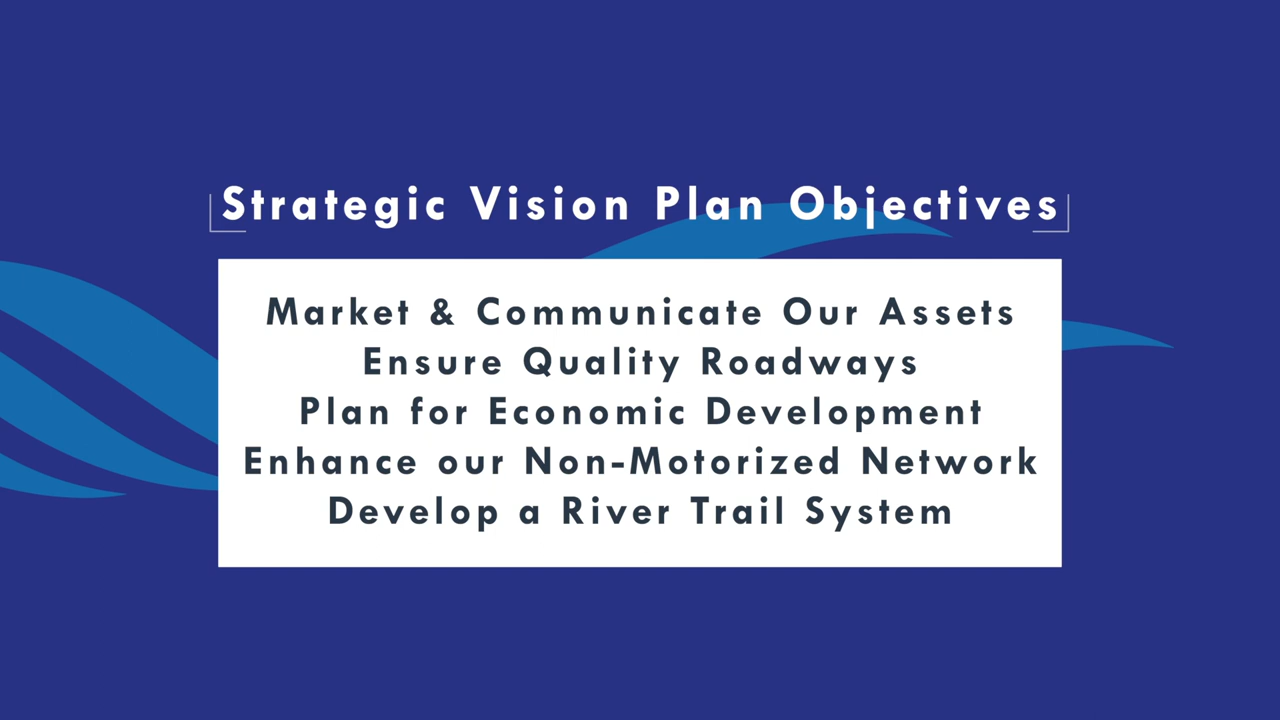 Strategic Vision Plan Objectives
Market & Communicate Our Assets
Ensure Quality Roadways
Plan for Economic Development
Enhance our Non-Motorized Network
Develop a River Trail System